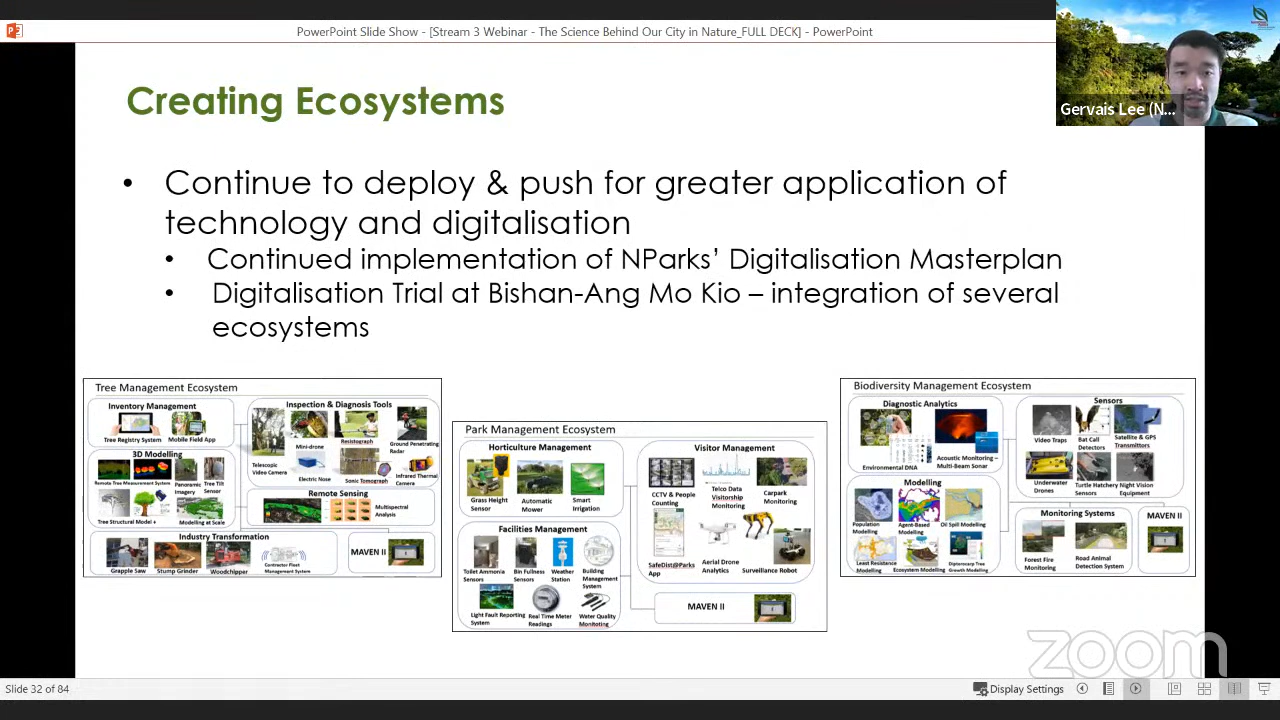 PowerPoint Slide Show - [Stream 3 Webinar - The Science Behind Our City in Nature_FULL DECK] - PowerPoint
Gervais Lee (N...
Creating Ecosystems
• Continue to deploy & push for greater application of
technology and digitalisation
• Continued implementation of NParks’ Digitalisation Masterplan
• Digitalisation Trial at Bishan-Ang Mo Kio – integration of several
ecosystems
Tree Management Ecosystem
Inventory Management
Tree Registry System
Mobile Field App
3D Modelling
Remote Tree Measurement System
Panoramic
Imagery
Tree Tilt
Sensor
Tree Structural Model +
Modelling at Scale
Inspection & Diagnosis Tools
Telescopic
Video Camera
Mini-drone
Resistograph
Ground Penetrating
Radar
Electric Nose
Sonic Tomograph
Infrared Thermal
Camera
Remote Sensing
Multispectral
Analysis
Industry Transformation
Grapple Saw
Stump Grinder
Woodchipper
Contractor Fleet
Management System
MAVEN II
Park Management Ecosystem
Horticulture Management
Grass Height
Sensor
Automatic
Mower
Smart
Irrigation
Facilities Management
Toilet Ammonia
Sensors
Bin Fullness
Sensors
Weather
Station
Building
Management
System
Light Fault Reporting
System
Real Time Meter
Readings
Water Quality
Monitoring
Visitor Management
CCTV & People
Counting
Telco Data
Visitorship
Monitoring
Carpark
Monitoring
SafeDist@Parks
App
Aerial Drone
Analytics
Surveillance Robot
MAVEN II
Biodiversity Management Ecosystem
Diagnostic Analytics
Environmental DNA
Acoustic Monitoring –
Multi-Beam Sonar
Modelling
Population
Modelling
Agent-Based
Modelling
Oil Spill Modelling
Least Resistance
Modelling
Ecosystem Modelling
Dipterocarp Tree
Growth Modelling
Sensors
Video Traps
Bat Call
Detectors
Satellite & GPS
Transmitters
Underwater
Drones
Turtle Hatchery
Sensors
Night Vision
Equipment
Monitoring Systems
Forest Fire
Monitoring
Road Animal
Detection System
MAVEN II
zoom
Slide 32 of 84
Display Settings